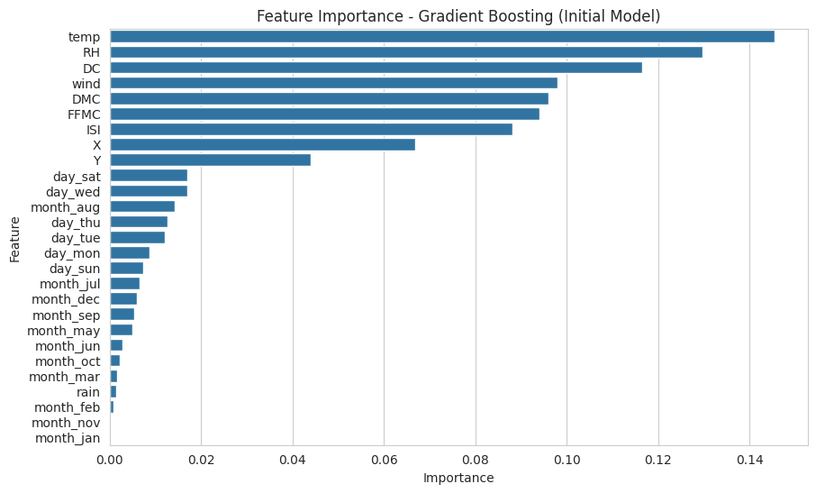 Feature Importance - Gradient Boosting (Initial Model)
temp
RH
DC
wind
DMC
FFMC
ISI
X
Y
day_sat
day_wed
month_aug
day_thu
day_tue
day_mon
day_sun
month_jul
month_dec
month_sep
month_may
month_jun
month_oct
month_mar
rain
month_feb
month_nov
month_jan
Feature
0.00 0.02 0.04 0.06 0.08 0.10 0.12 0.14
Importance